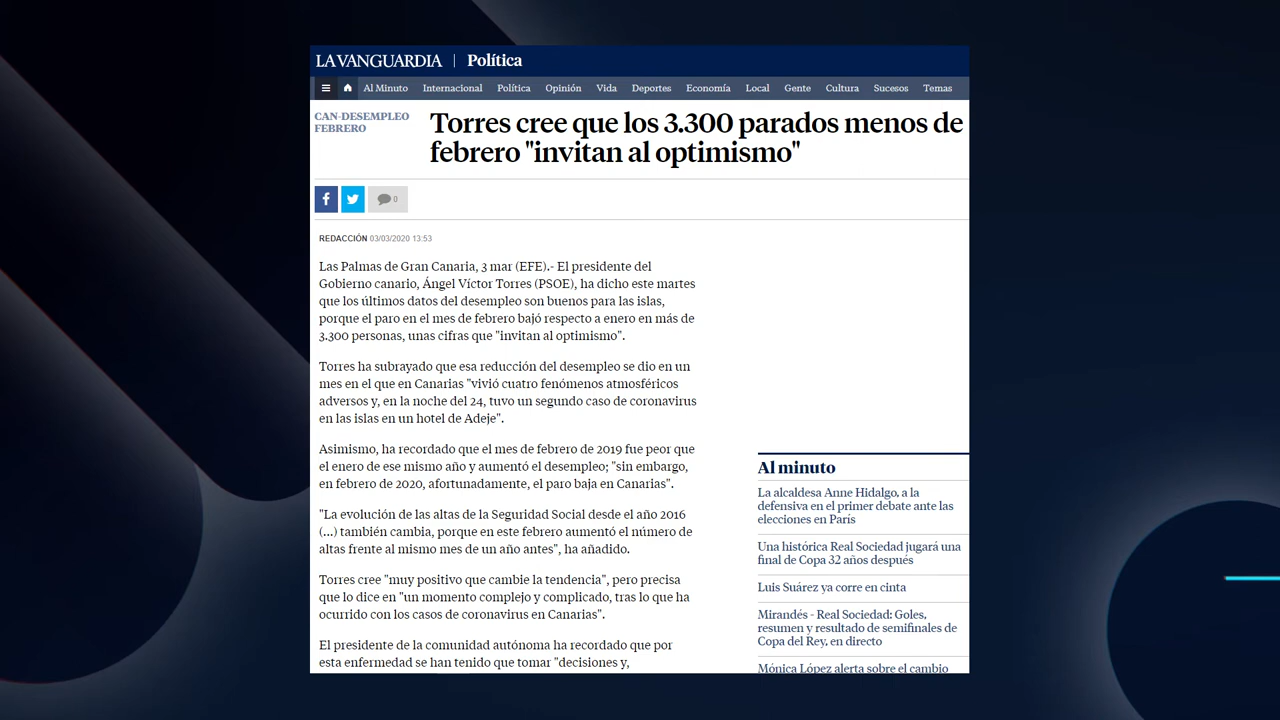 LA VANGUARDIA | Política
Al Minuto Internacional Política Opinión Vida Deportes Economía Local Gente Cultura Sucesos Temas
CAN-DESEMPLEO
FEBRERO
Torres cree que los 3.300 parados menos de
febrero "invitan al optimismo"
0
REDACCIÓN 03/03/2020 13:53
Las Palmas de Gran Canaria, 3 mar (EFE).- El presidente del
Gobierno canario, Ángel Víctor Torres (PSOE), ha dicho este martes
que los últimos datos del desempleo son buenos para las islas,
porque el paro en el mes de febrero bajó respecto a enero en más de
3.300 personas, unas cifras que "invitan al optimismo".
Torres ha subrayado que esa reducción del desempleo se dio en un
mes en el que en Canarias "vivió cuatro fenómenos atmosféricos
adversos y, en la noche del 24, tuvo un segundo caso de coronavirus
en las islas en un hotel de Adeje".
Asimismo, ha recordado que el mes de febrero de 2019 fue peor que
el enero de ese mismo año y aumentó el desempleo; "sin embargo,
en febrero de 2020, afortunadamente, el paro baja en Canarias".
"La evolución de las altas de la Seguridad Social desde el año 2016
(...) también cambia, porque en este febrero aumentó el número de
altas frente al mismo mes de un año antes", ha añadido.
Torres cree "muy positivo que cambie la tendencia", pero precisa
que lo dice en "un momento complejo y complicado, tras lo que ha
ocurrido con los casos de coronavirus en Canarias".
El presidente de la comunidad autónoma ha recordado que por
esta enfermedad se han tenido que tomar "decisiones y,
Al minuto
La alcaldesa Anne Hidalgo, a la
defensiva en el primer debate ante las
elecciones en París
Una histórica Real Sociedad jugará una
final de Copa 32 años después
Luis Suárez ya corre en cinta
Mirandés - Real Sociedad: Goles,
resumen y resultado de semifinales de
Copa del Rey, en directo
Mónica López alerta sobre el cambio